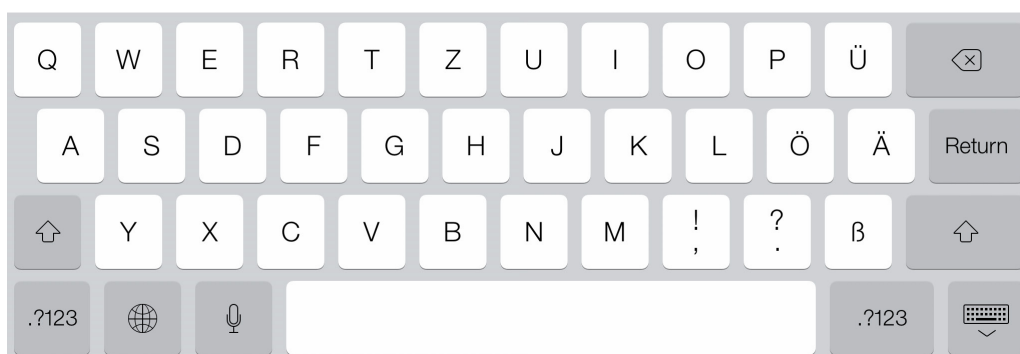 Q W E R T Z U I O P Ü
A S D F G H J K L Ö Ä Return
Y X C V B N M ! , ? . ß
.?123 .?123